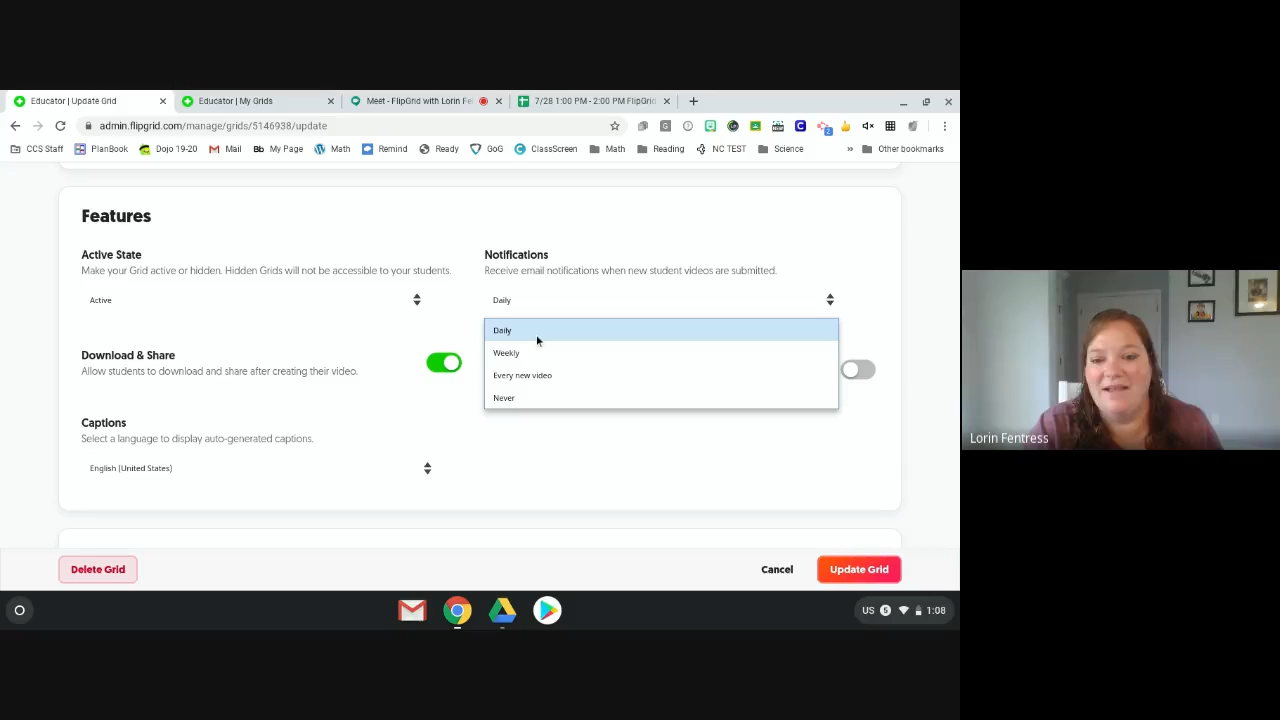 Educator | Update Grid
Educator | My Grids
Meet - FlipGrid with Lorin Fe
7/28 1:00 PM - 2:00 PM FlipGrid
admin.flipgrid.com/manage/grids/5146938/update
CCS Staff PlanBook Dojo 19-20 Mail Bb My Page Math Remind Ready GoG ClassScreen Math Reading NC TEST Science » Other bookmarks
Features
Active State
Make your Grid active or hidden. Hidden Grids will not be accessible to your students.
Active
Notifications
Receive email notifications when new student videos are submitted.
Daily
Daily
Weekly
Every new video
Never
Download & Share
Allow students to download and share after creating their video.
Captions
Select a language to display auto-generated captions.
English (United States)
Delete Grid
Cancel
Update Grid
US 5 1:08
Lorin Fentress